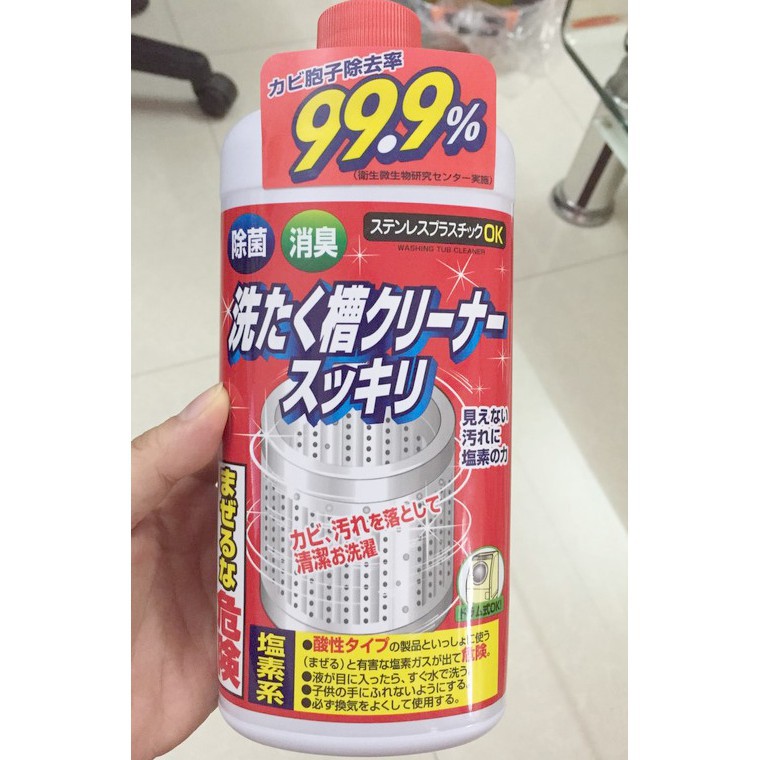 カビ胞子除去率
99.9%
(衛生微生物研究センター実施)
除菌
消臭
ステンレスプラスチックOK
WASHING TUB CLEANER
洗たく槽クリーナー
スッキリ
見えない
汚れに
塩素の力
カビ、汚れを落として
清潔お洗濯
ドラム式OK!
まぜるな危険
塩素系
●酸性タイプの製品といっしょに使う
(まぜる)と有害な塩素ガスが出て危険。
●液が目に入ったら、すぐ水で洗う。
●子供の手にふれないようにする。
●必ず換気をよくして使用する。